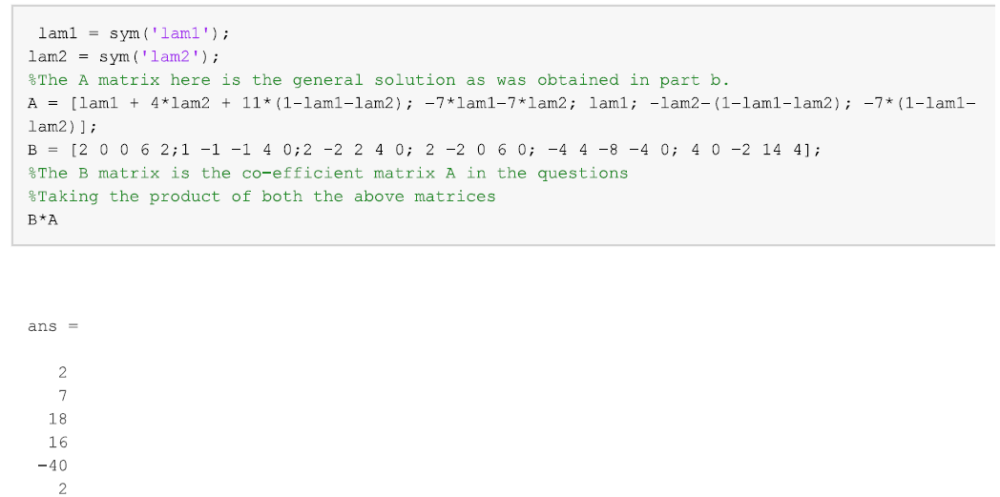 lam1 = sym('lam1');
lam2 = sym('lam2');
%The A matrix here is the general solution as was obtained in part b.
A = [lam1 + 4*lam2 + 11*(1-lam1-lam2); -7*lam1-7*lam2; lam1; -lam2-(1-lam1-lam2); -7*(1-lam1-
lam2)];
B = [2 0 0 6 2;1 -1 -1 4 0;2 -2 2 4 0; 2 -2 0 6 0; -4 4 -8 -4 0; 4 0 -2 14 4];
%The B matrix is the co-efficient matrix A in the questions
%Taking the product of both the above matrices
B*A
ans =
2
7
18
16
-40
2